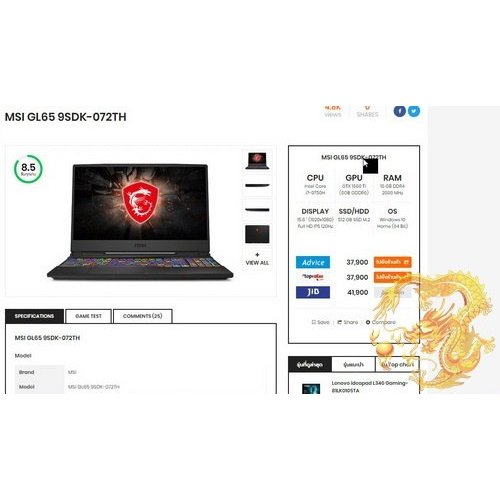 MSI GL65 9SDK-072TH
4.8K
VIEWS
0
SHARES
8.5
+
VIEW ALL
MSI GL65 9SDK-072TH
CPU GPU RAM
Intel Core
i7-9750H
GTX 1660 Ti
(6GB GDDR6)
16 GB DDR4
2666 MHz
DISPLAY SSD/HDD OS
15.6" (1920x1080)
Full HD IPS 120Hz
512 GB SSD M.2
Windows 10
Home (64 Bit)
Advice 37,900
37,900
JIB 41,900
Save Share Compare
SPECIFICATIONS GAME TEST COMMENTS (25)
MSI GL65 9SDK-072TH
Model
Brand MSI
Model MSI GL65 9SDK-072TH
รุ่นที่ถูกล่าสุด รุ่นแนะนำ Top Chart
Lenovo Ideapad L340 Gaming-
81LK010STA